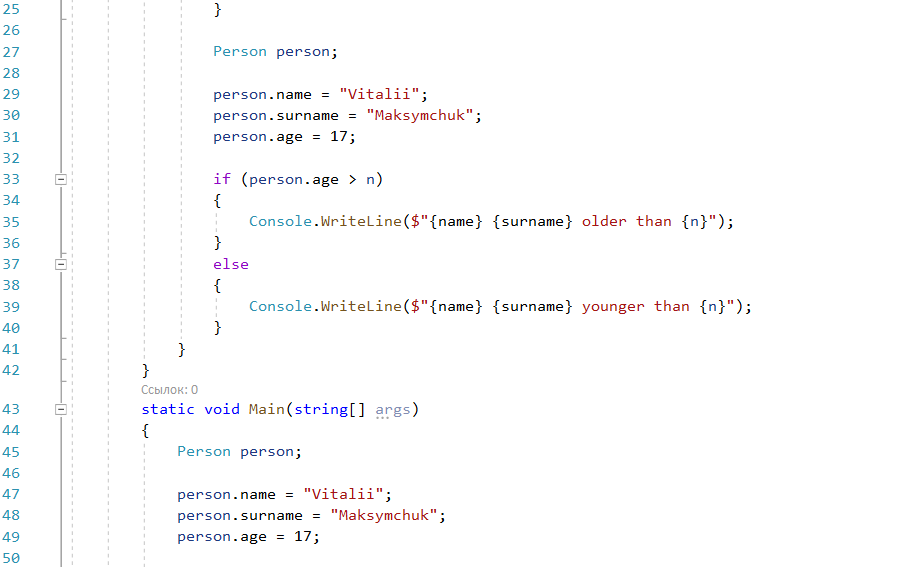 25 }
26
27 Person person;
28
29 person.name = "Vitalii";
30 person.surname = "Maksymchuk";
31 person.age = 17;
32
33 if (person.age > n)
34 {
35 Console.WriteLine($"{name} {surname} older than {n}");
36 }
37 else
38 {
39 Console.WriteLine($"{name} {surname} younger than {n}");
40 }
41 }
42 }
Ссылок: 0
43 static void Main(string[] args)
44 {
45 Person person;
46
47 person.name = "Vitalii";
48 person.surname = "Maksymchuk";
49 person.age = 17;
50